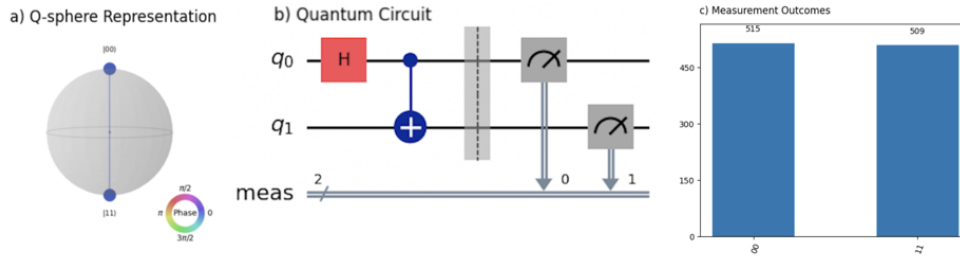 a) Q-sphere Representation
|00⟩
|11⟩
π/2
π Phase 0
3π/2
b) Quantum Circuit
q0 H
q1
meas 2 0 1
c) Measurement Outcomes
515 509
450
300
150
0
00 11